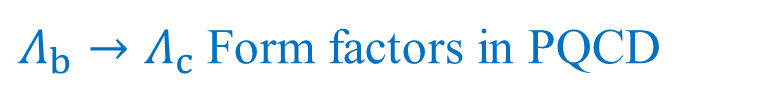 Λb → Λc Form factors in PQCD